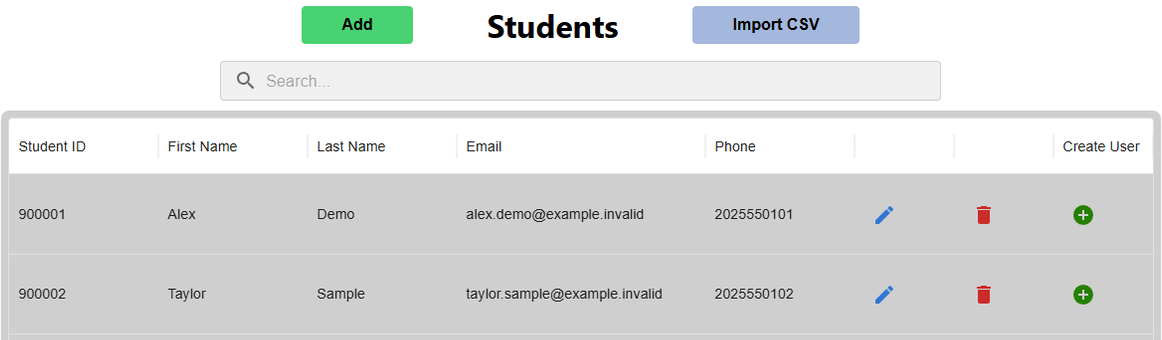 Add Students Import CSV
Search...
Student ID First Name Last Name Email Phone Create User
900001 Alex Demo alex.demo@example.invalid 2025550101
900002 Taylor Sample taylor.sample@example.invalid 2025550102